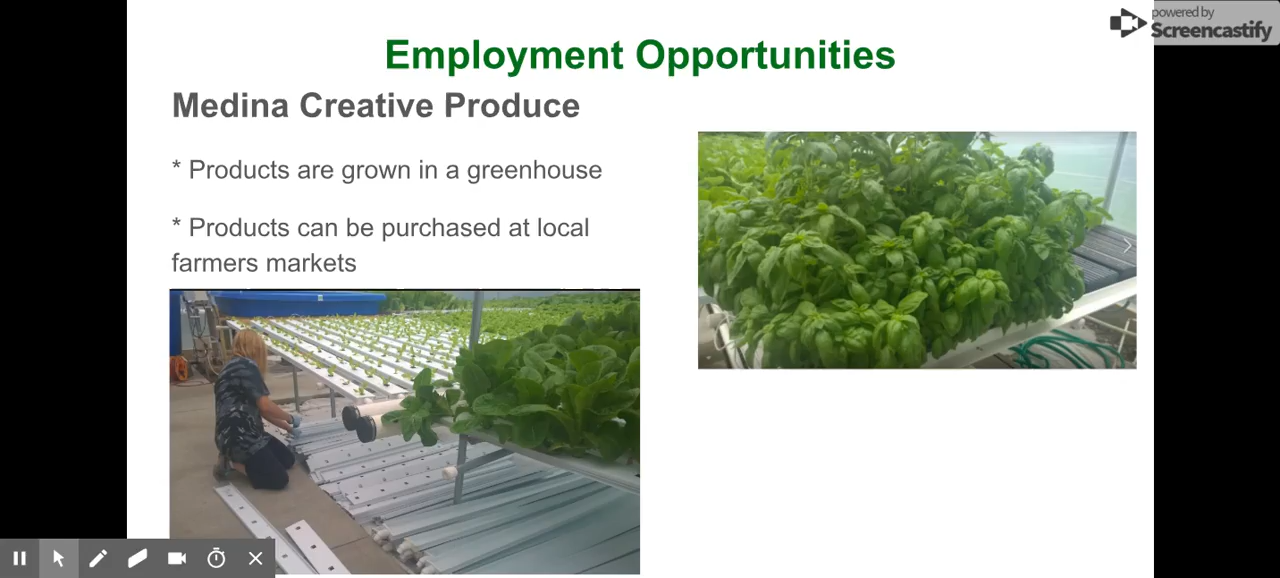 powered by
Screencastify
Employment Opportunities
Medina Creative Produce
* Products are grown in a greenhouse
* Products can be purchased at local
farmers markets